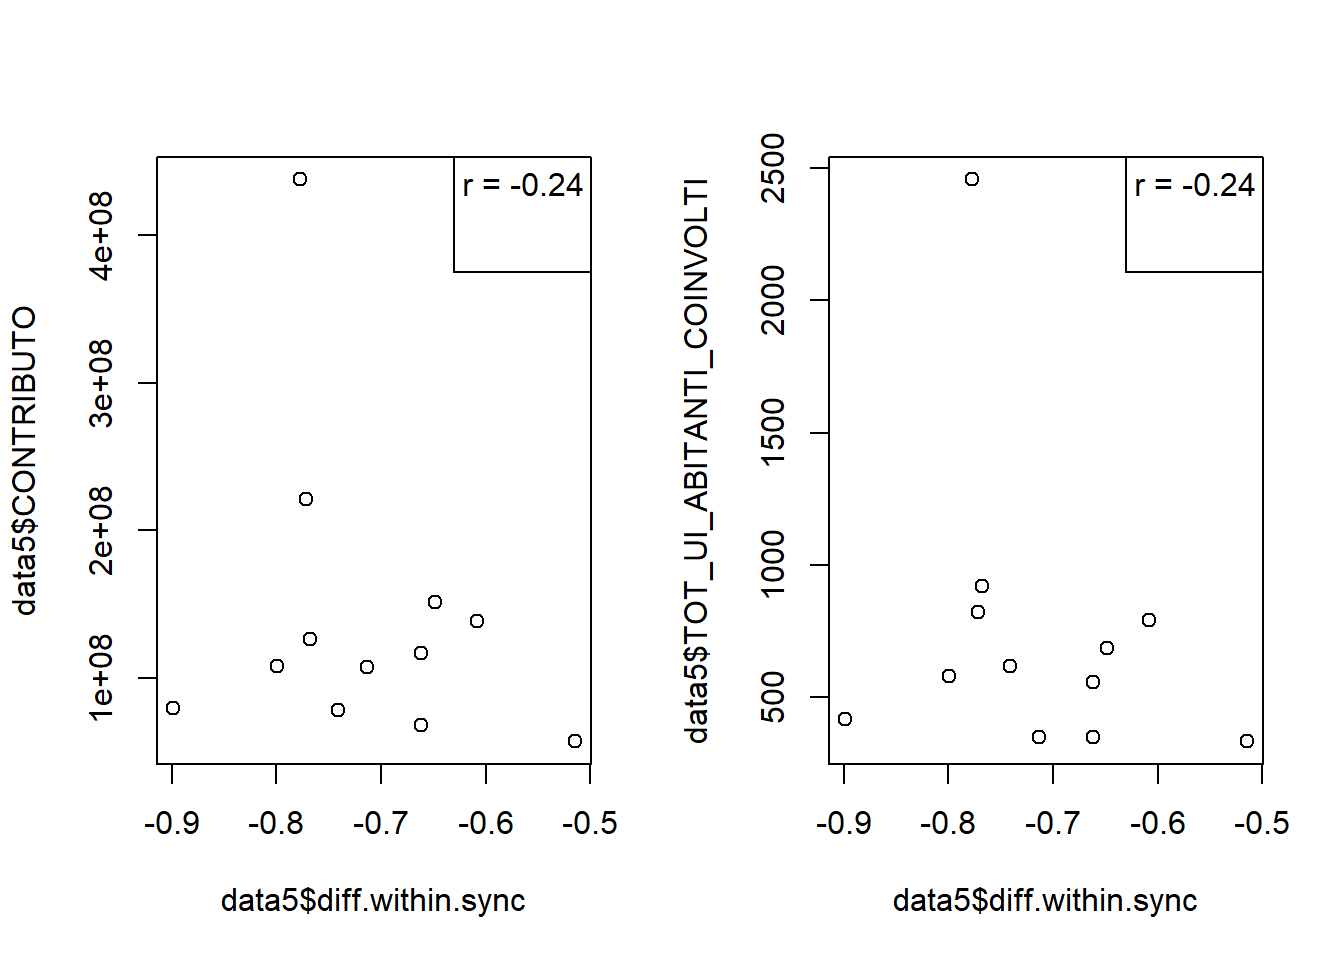 data5$CONTRIBUTO
4e+08
3e+08
2e+08
1e+08
r = -0.24
-0.9 -0.8 -0.7 -0.6 -0.5
data5$diff.within.sync
data5$TOT_UI_ABITANTI_COINVOLTI
2500
2000
1500
1000
500
r = -0.24
-0.9 -0.8 -0.7 -0.6 -0.5
data5$diff.within.sync